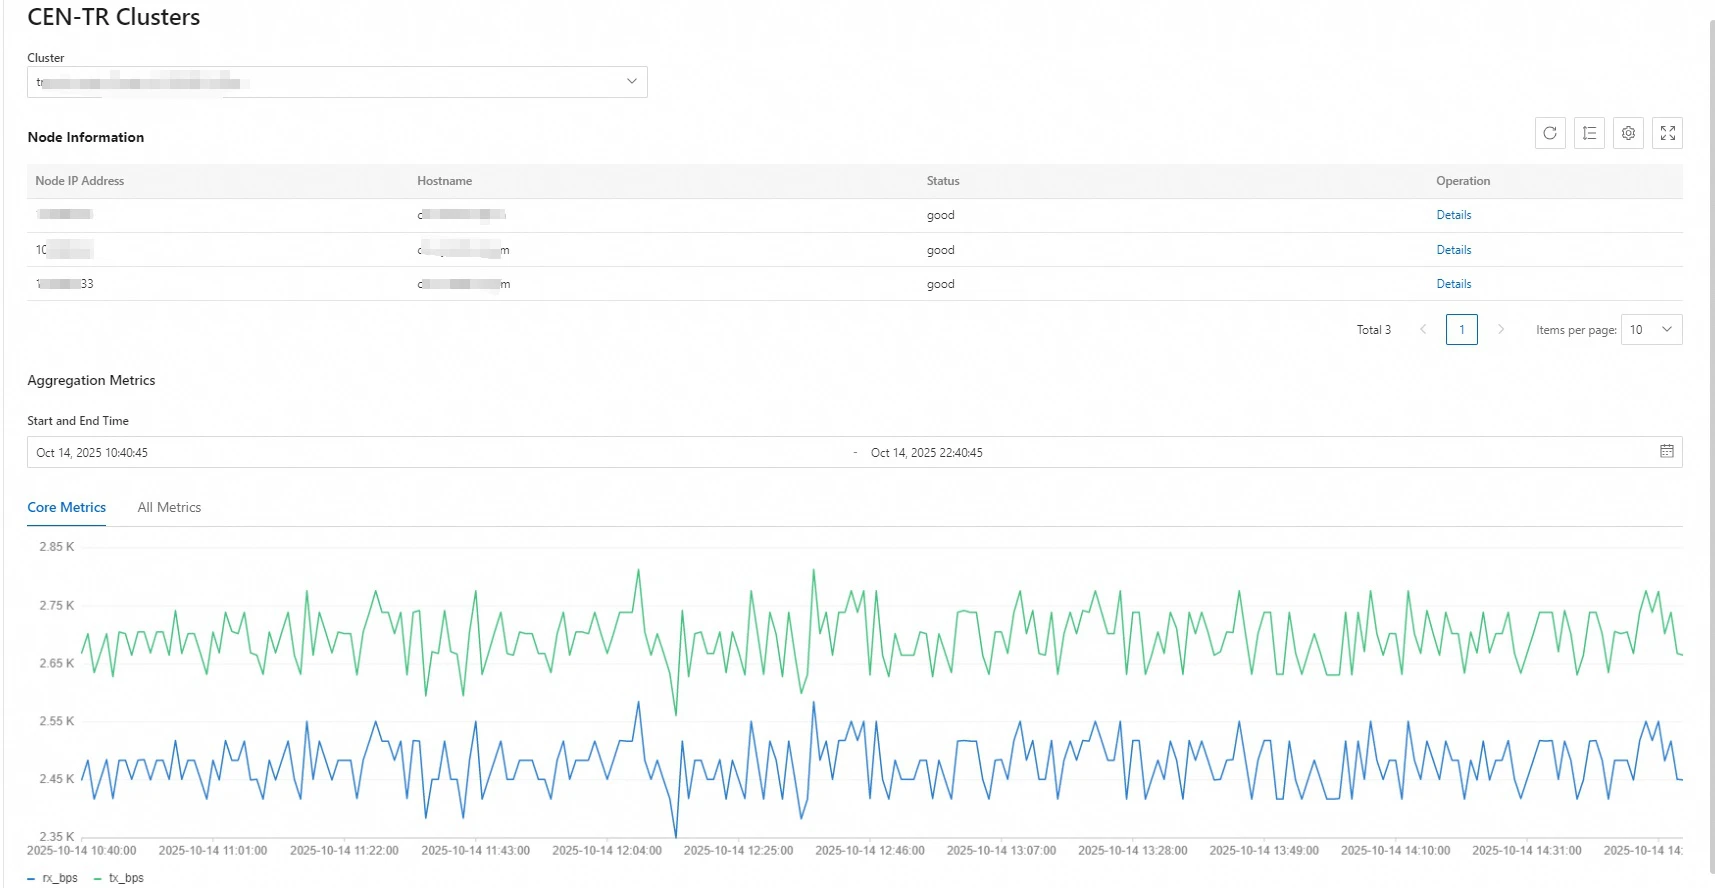 CEN-TR Clusters
Cluster
Node Information
Node IP Address Hostname Status Operation
good Details
10 m good Details
33 m good Details
Total 3 1 Items per page: 10
Aggregation Metrics
Start and End Time
Oct 14, 2025 10:40:45 - Oct 14, 2025 22:40:45
Core Metrics All Metrics
2.85 K
2.75 K
2.65 K
2.55 K
2.45 K
2.35 K
2025-10-14 10:40:00 2025-10-14 11:01:00 2025-10-14 11:22:00 2025-10-14 11:43:00 2025-10-14 12:04:00 2025-10-14 12:25:00 2025-10-14 12:46:00 2025-10-14 13:07:00 2025-10-14 13:28:00 2025-10-14 13:49:00 2025-10-14 14:10:00 2025-10-14 14:31:00 2025-10-14 14:
rx_bps tx_bps